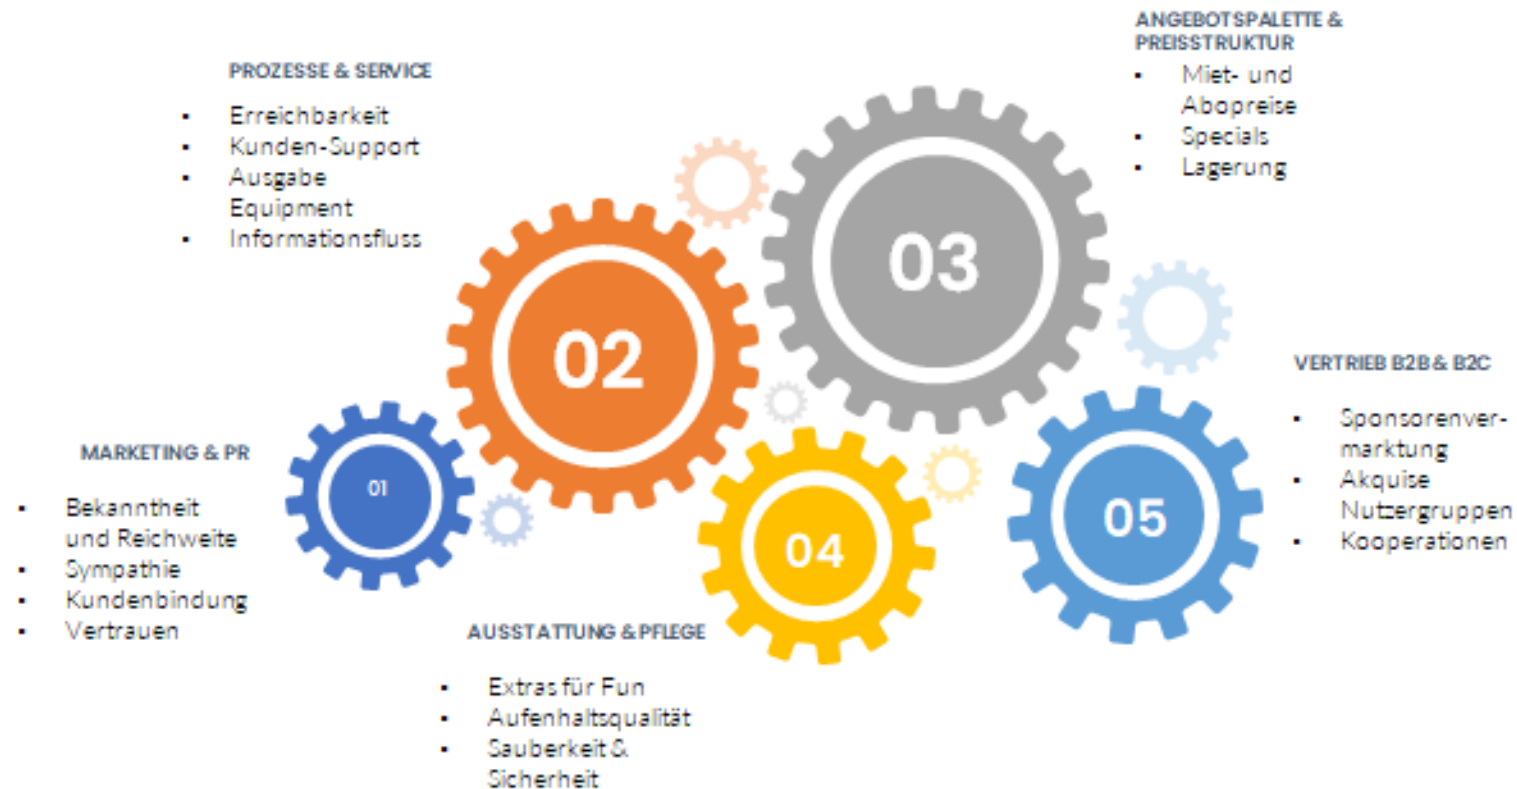 MARKETING & PR
▪ Bekanntheit
und Reichweite
▪ Sympathie
▪ Kundenbindung
▪ Vertrauen
01
PROZESSE & SERVICE
▪ Erreichbarkeit
▪ Kunden-Support
▪ Ausgabe
Equipment
▪ Informationsfluss
02
ANGEBOTSPALETTE &
PREISSTRUKTUR
▪ Miet- und
Abopreise
▪ Specials
▪ Lagerung
03
AUSSTATTUNG & PFLEGE
▪ Extras für Fun
▪ Aufenhaltsqualität
▪ Sauberkeit &
Sicherheit
04
VERTRIEB B2B & B2C
▪ Sponsorenver-
marktung
▪ Akquise
Nutzergruppen
▪ Kooperationen
05